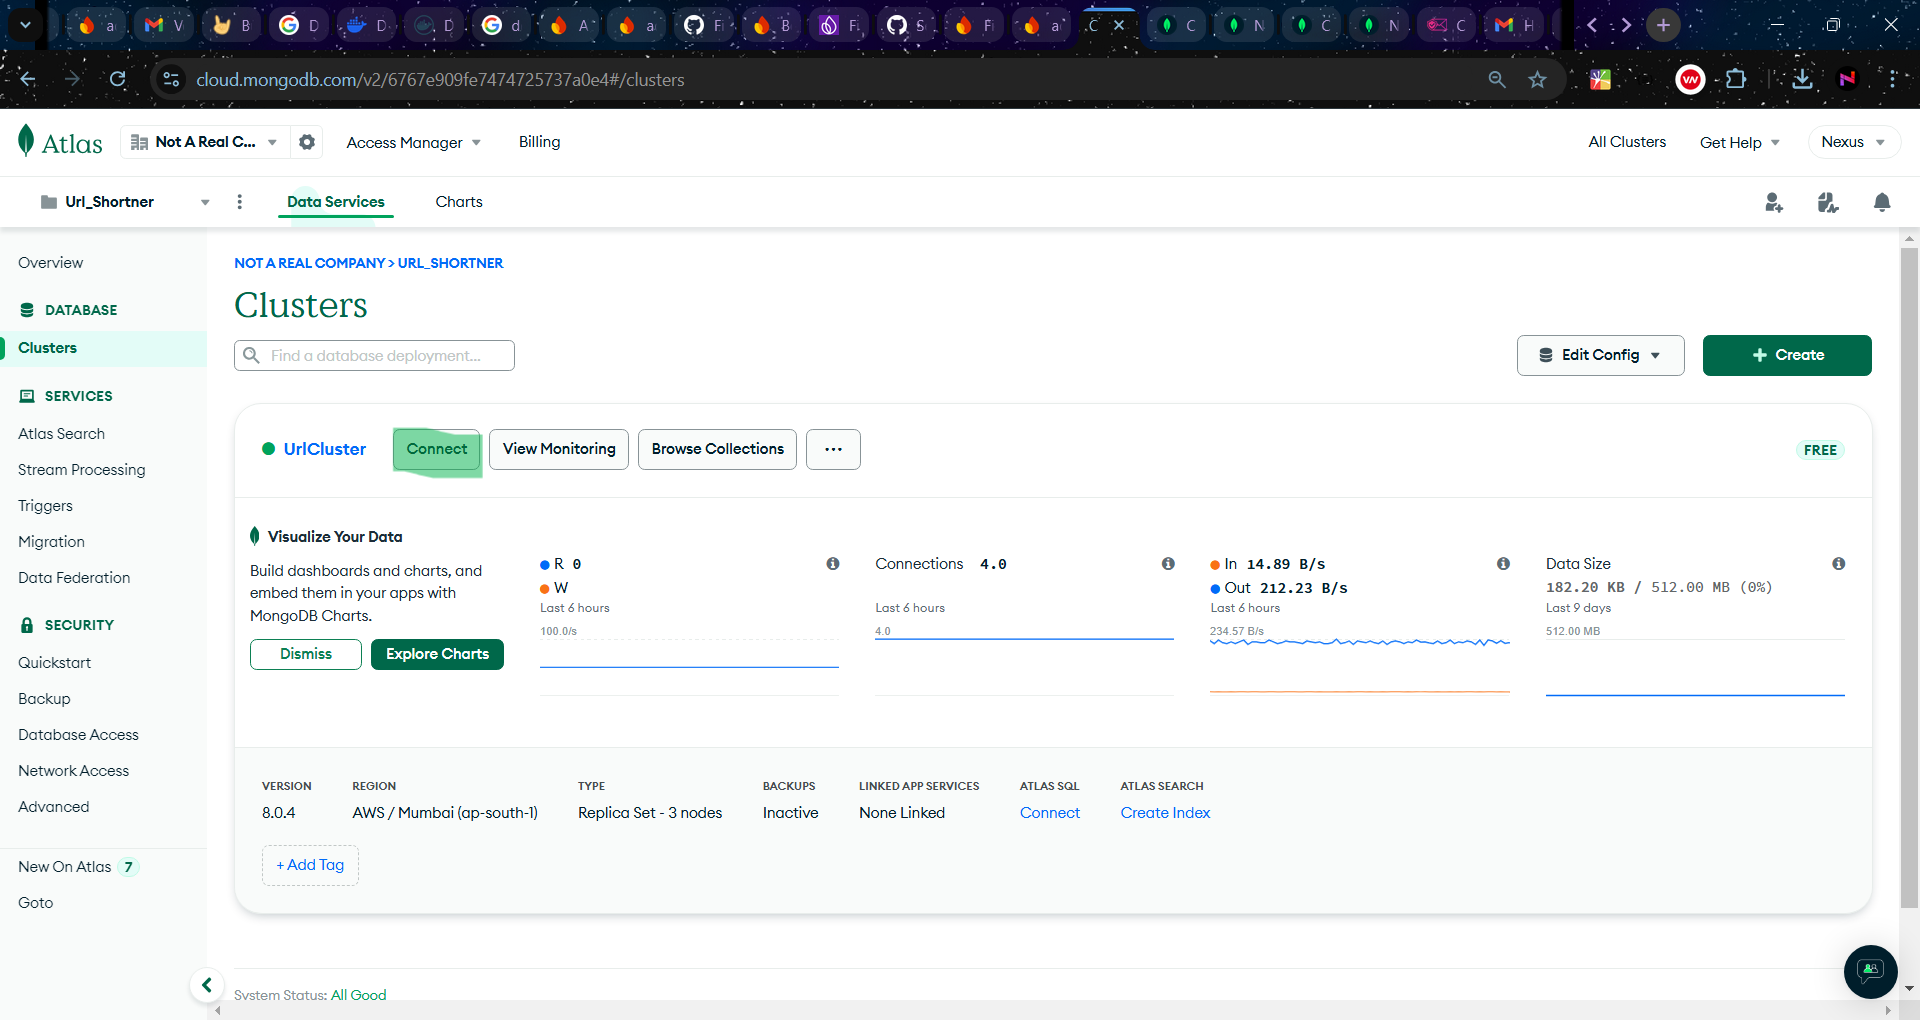 a
V
B
D
D
D
d
A
a
Fi
B
Fi
S
Fi
a
C
C
N
C
N
C
H
cloud.mongodb.com/v2/6767e909fe7474725737a0e4#/clusters
Atlas
Not A Real C...
Access Manager
Billing
All Clusters
Get Help
Nexus
Url_Shortner
Data Services
Charts
Overview
DATABASE
Clusters
SERVICES
Atlas Search
Stream Processing
Triggers
Migration
Data Federation
SECURITY
Quickstart
Backup
Database Access
Network Access
Advanced
New On Atlas 7
Goto
NOT A REAL COMPANY > URL_SHORTNER
Clusters
Find a database deployment...
Edit Config
+ Create
UrlCluster
Connect
View Monitoring
Browse Collections
...
FREE
Visualize Your Data
Build dashboards and charts, and
embed them in your apps with
MongoDB Charts.
Dismiss
Explore Charts
R 0
W
Last 6 hours
100.0/s
Connections 4.0
Last 6 hours
4.0
In 14.89 B/s
Out 212.23 B/s
Last 6 hours
234.57 B/s
Data Size
182.20 KB / 512.00 MB (0%)
Last 9 days
512.00 MB
VERSION
8.0.4
REGION
AWS / Mumbai (ap-south-1)
TYPE
Replica Set - 3 nodes
BACKUPS
Inactive
LINKED APP SERVICES
None Linked
ATLAS SQL
Connect
ATLAS SEARCH
Create Index
+ Add Tag
System Status: All Good